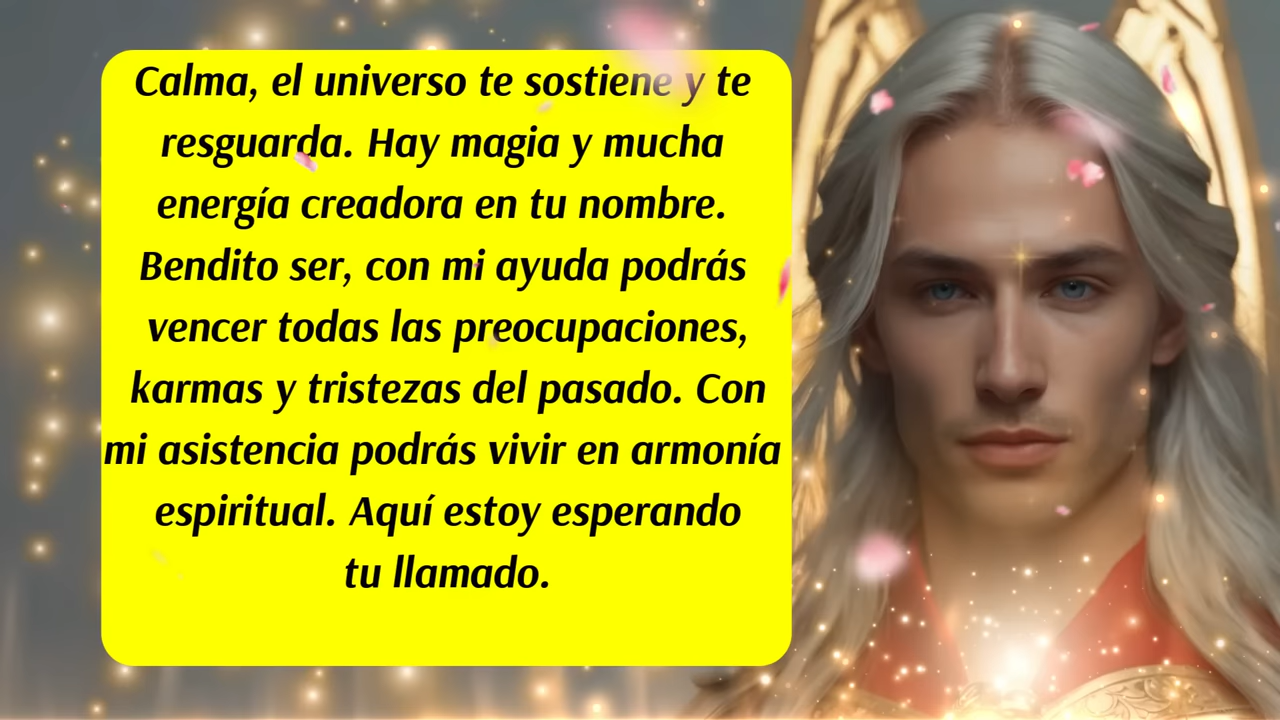 Calma, el universo te sostiene y te
resguarda. Hay magia y mucha
energía creadora en tu nombre.
Bendito ser, con mi ayuda podrás
vencer todas las preocupaciones,
karmas y tristezas del pasado. Con
mi asistencia podrás vivir en armonía
espiritual. Aquí estoy esperando
tu llamado.